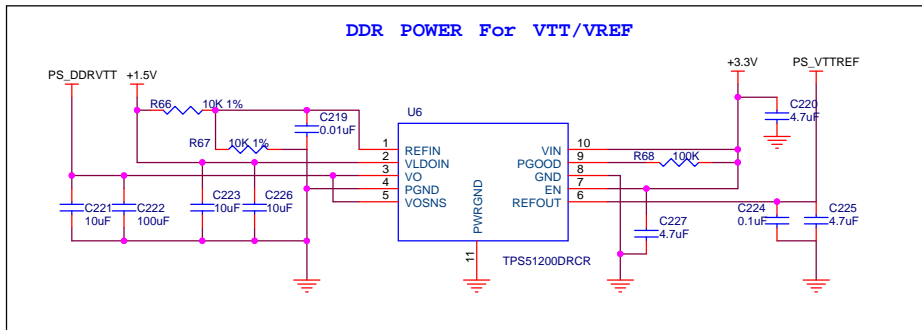 DDR POWER For VTT/VREF
PS_DDRVTT
+1.5V
+3.3V
PS_VTTREF
R66
10K 1%
C219
0.01uF
U6
C220
4.7uF
R67
10K 1%
1
REFIN
VIN
10
2
VLDOIN
PGOOD
9
R68
100K
3
VO
GND
8
4
PGND
EN
7
5
VOSNS
REFOUT
6
PWRGND
11
C221
10uF
C222
100uF
C223
10uF
C226
10uF
C227
4.7uF
C224
0.1uF
C225
4.7uF
TPS51200DRCR